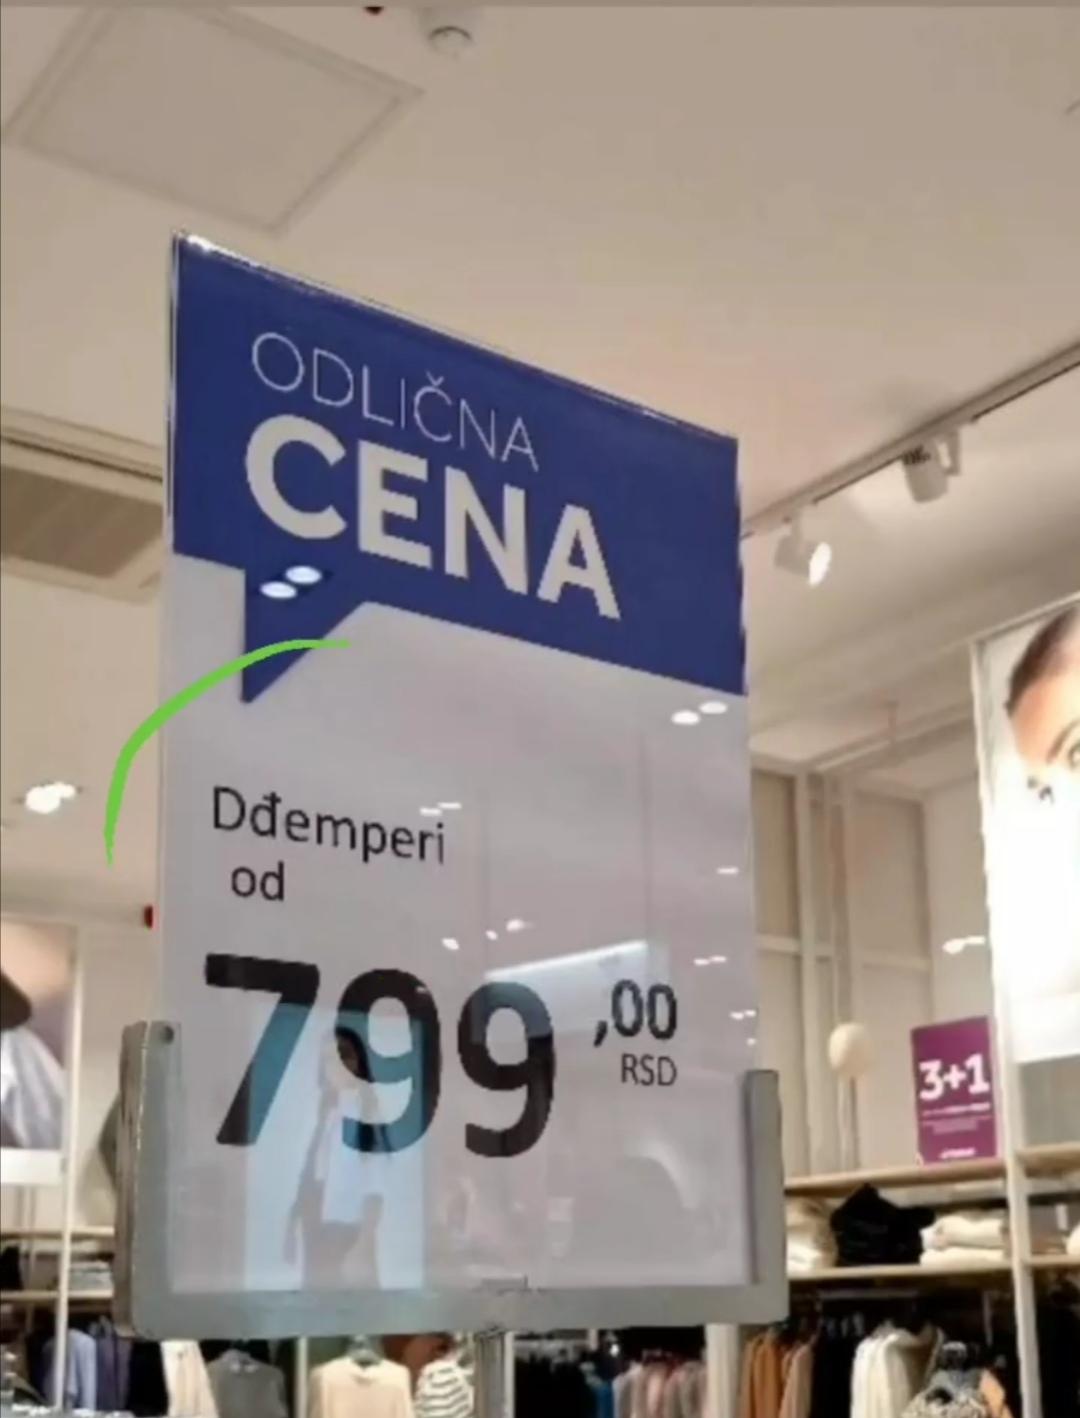 ODLIČNA
CENA
Dđemperi
od
799,00
RSD
3+1